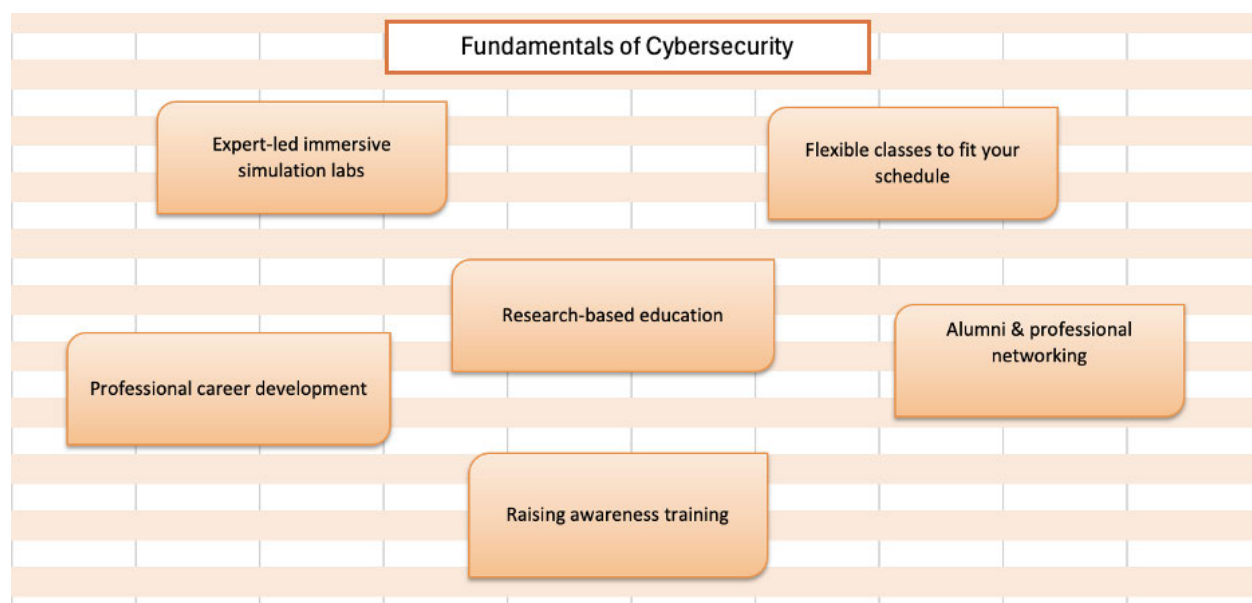 Fundamentals of Cybersecurity
Expert-led immersive
simulation labs
Flexible classes to fit your
schedule
Research-based education
Alumni & professional
networking
Professional career development
Raising awareness training